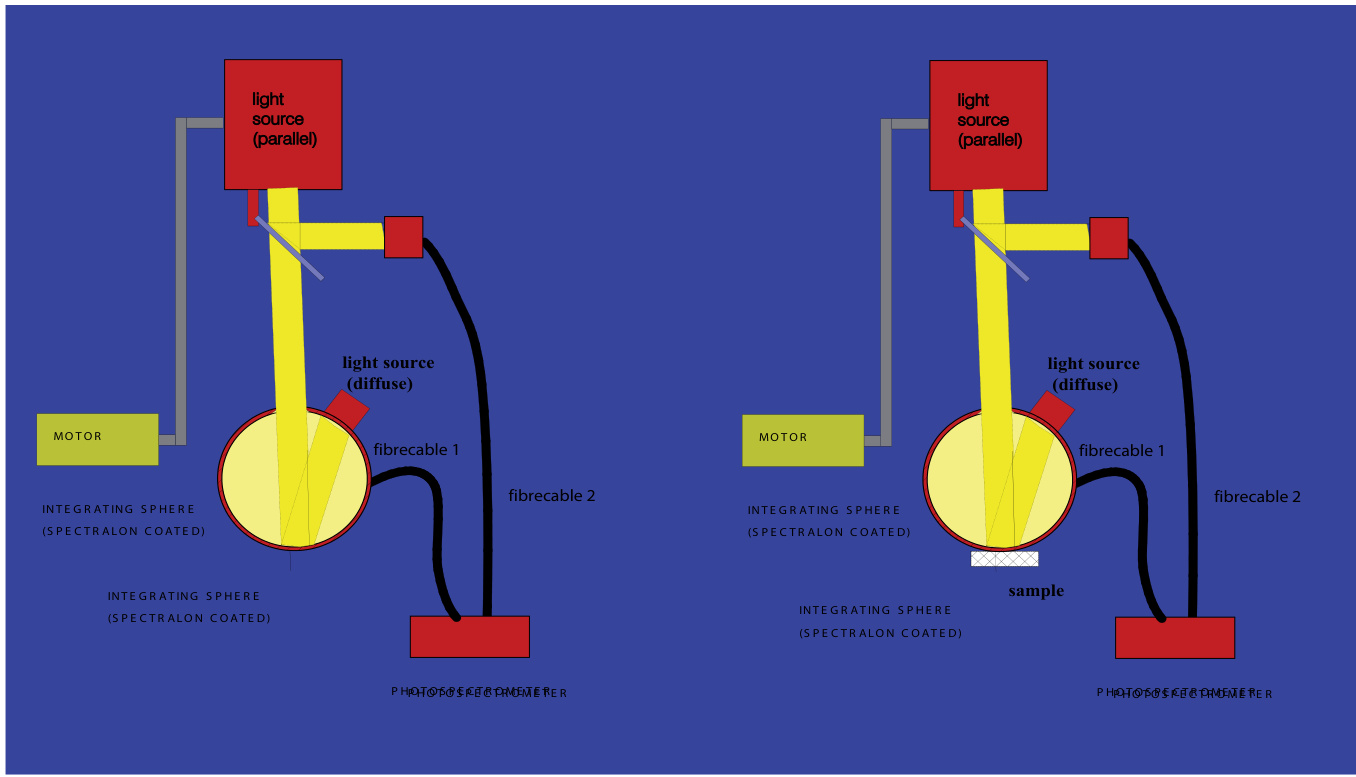 light
source
(parallel)
light source
(diffuse)
MOTOR
fibrecable 1
fibrecable 2
INTEGRATING SPHERE
(SPECTRALON COATED)
INTEGRATING SPHERE
(SPECTRALON COATED)
PHOTOSPECTROMETER
PHOTOSPECTROMETER
light
source
(parallel)
light source
(diffuse)
MOTOR
fibrecable 1
fibrecable 2
INTEGRATING SPHERE
(SPECTRALON COATED)
sample
INTEGRATING SPHERE
(SPECTRALON COATED)
PHOTOSPECTROMETER
PHOTOSPECTROMETER